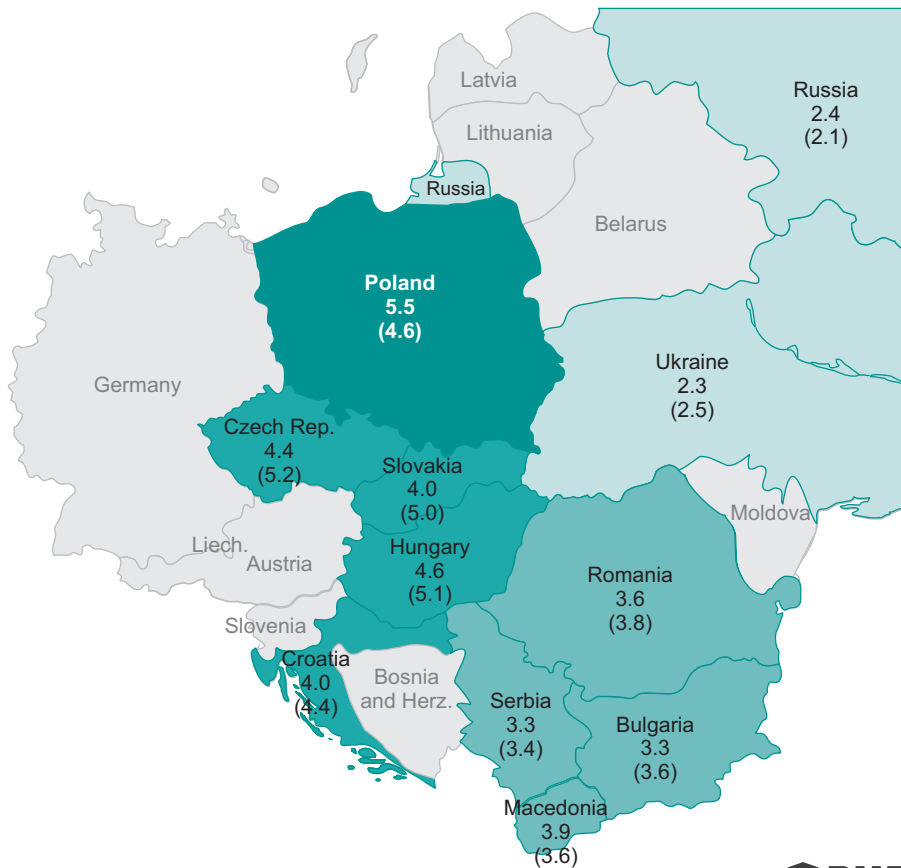 Latvia
Lithuania
Russia
2.4
(2.1)
Russia
Belarus
Poland
5.5
(4.6)
Germany
Ukraine
2.3
(2.5)
Czech Rep.
4.4
(5.2)
Slovakia
4.0
(5.0)
Moldova
Liech.
Austria
Hungary
4.6
(5.1)
Romania
3.6
(3.8)
Slovenia
Croatia
4.0
(4.4)
Bosnia
and Herz.
Serbia
3.3
(3.4)
Bulgaria
3.3
(3.6)
Macedonia
3.9
(3.6)